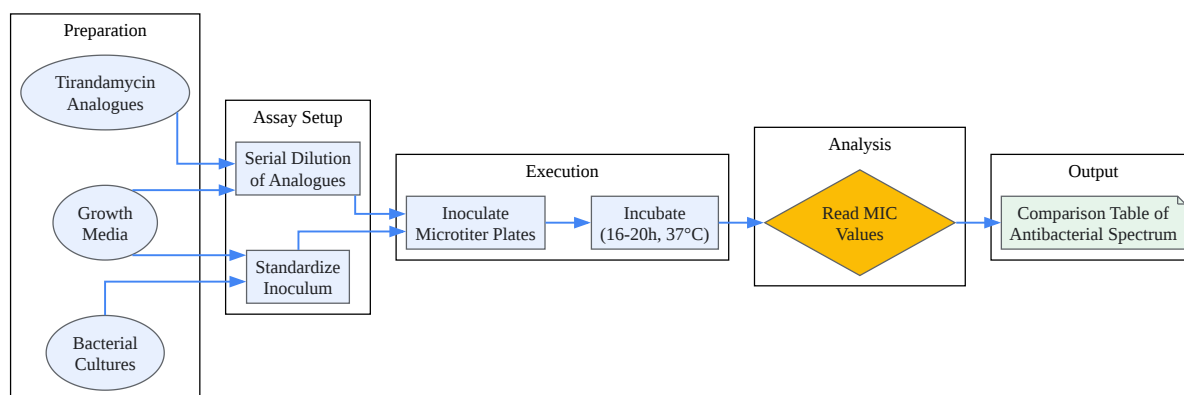 Preparation
Tirandamycin
Analogues
Growth
Media
Bacterial
Cultures
Assay Setup
Serial Dilution
of Analogues
Standardize
Inoculum
Execution
Inoculate
Microtiter Plates
Incubate
(16-20h, 37°C)
Analysis
Read MIC
Values
Output
Comparison Table of
Antibacterial Spectrum